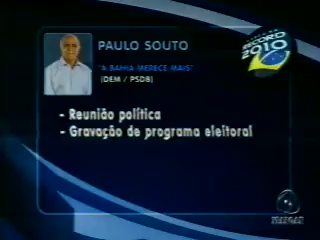 PAULO SOUTO
"A BAHIA MERECE MAIS"
(DEM / PSDB)
RECORD
2010
- Reunião política
- Gravação de programa eleitoral